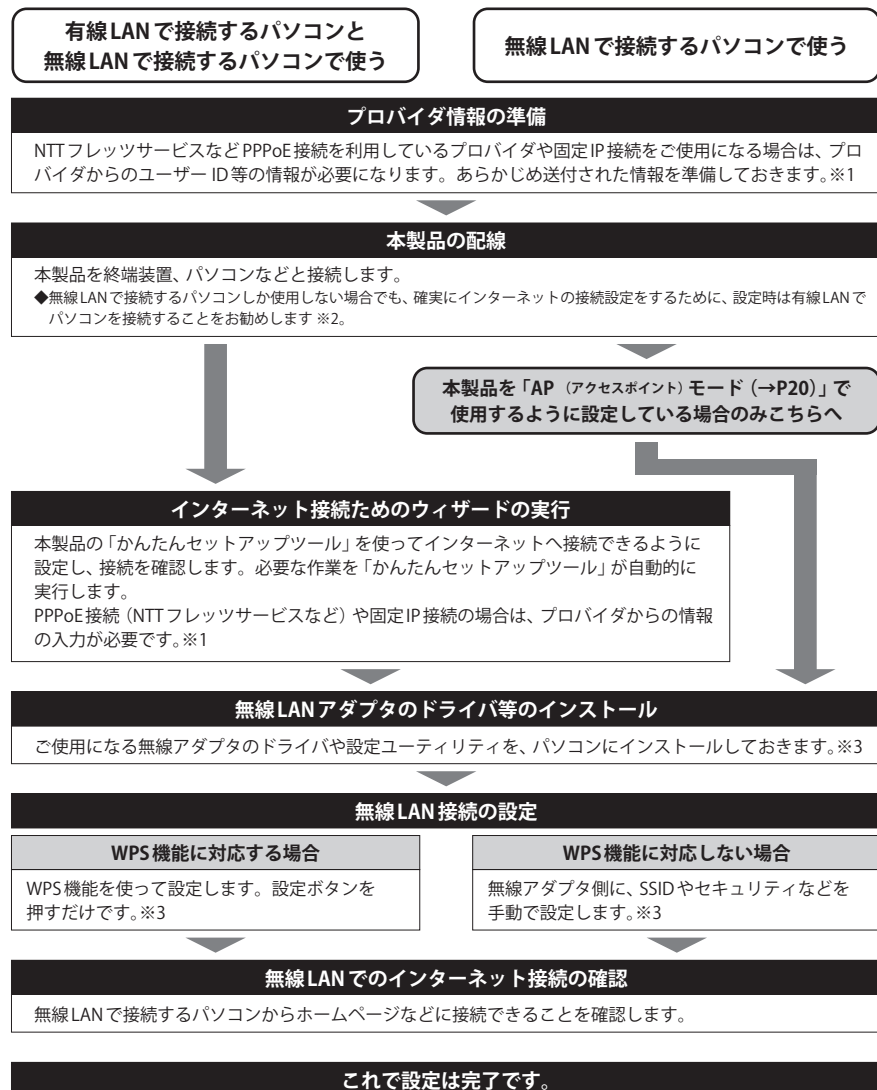 有線LANで接続するパソコンと
無線LANで接続するパソコンで使う
無線LANで接続するパソコンで使う
プロバイダ情報の準備
NTTフレッツサービスなどPPPoE接続を利用しているプロバイダや固定IP接続をご使用になる場合は、プロ
バイダからのユーザーID等の情報が必要になります。あらかじめ送付された情報を準備しておきます。※1
本製品の配線
本製品を終端装置、パソコンなどと接続します。
◆無線LANで接続するパソコンしか使用しない場合でも、確実にインターネットの接続設定をするために、設定時は有線LANで
パソコンを接続することをお勧めします ※2。
本製品を「AP（アクセスポイント）モード（→P20）」で
使用するように設定している場合のみこちらへ
インターネット接続ためのウィザードの実行
本製品の「かんたんセットアップツール」を使ってインターネットへ接続できるように
設定し、接続を確認します。必要な作業を「かんたんセットアップツール」が自動的に
実行します。
PPPoE接続（NTTフレッツサービスなど）や固定IP接続の場合は、プロバイダからの情報
の入力が必要です。※1
無線LANアダプタのドライバ等のインストール
ご使用になる無線アダプタのドライバや設定ユーティリティを、パソコンにインストールしておきます。※3
無線LAN接続の設定
WPS機能に対応する場合
WPS機能を使って設定します。設定ボタンを
押すだけです。※3
WPS機能に対応しない場合
無線アダプタ側に、SSIDやセキュリティなどを
手動で設定します。※3
無線LANでのインターネット接続の確認
無線LANで接続するパソコンからホームページなどに接続できることを確認します。
これで設定は完了です。